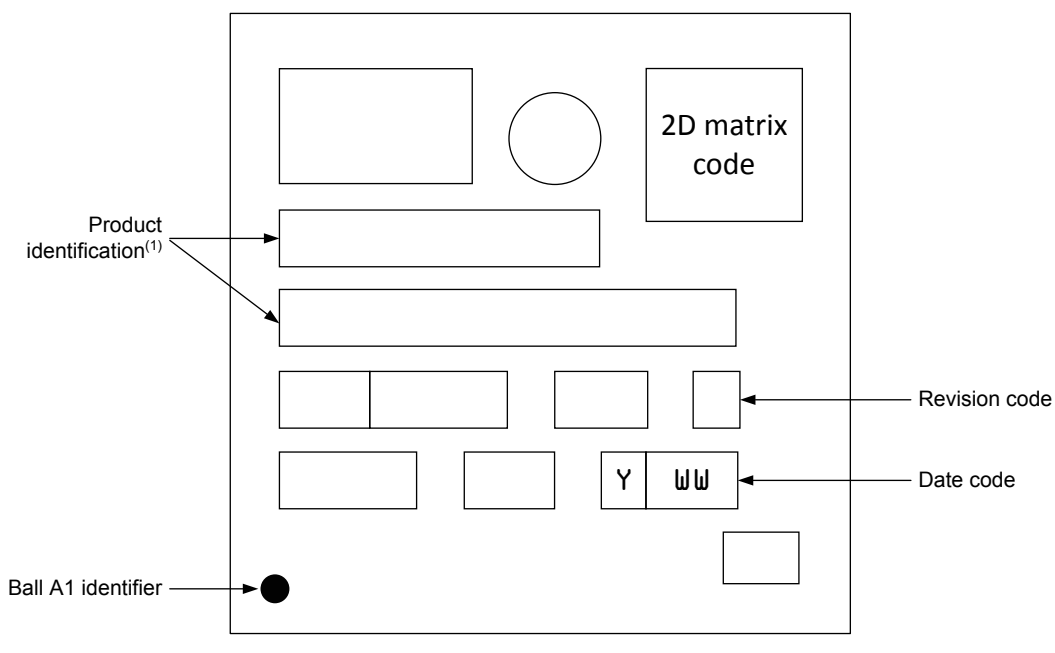 2D matrix
code
Product
identification(1)
Revision code
Y WW
Date code
Ball A1 identifier